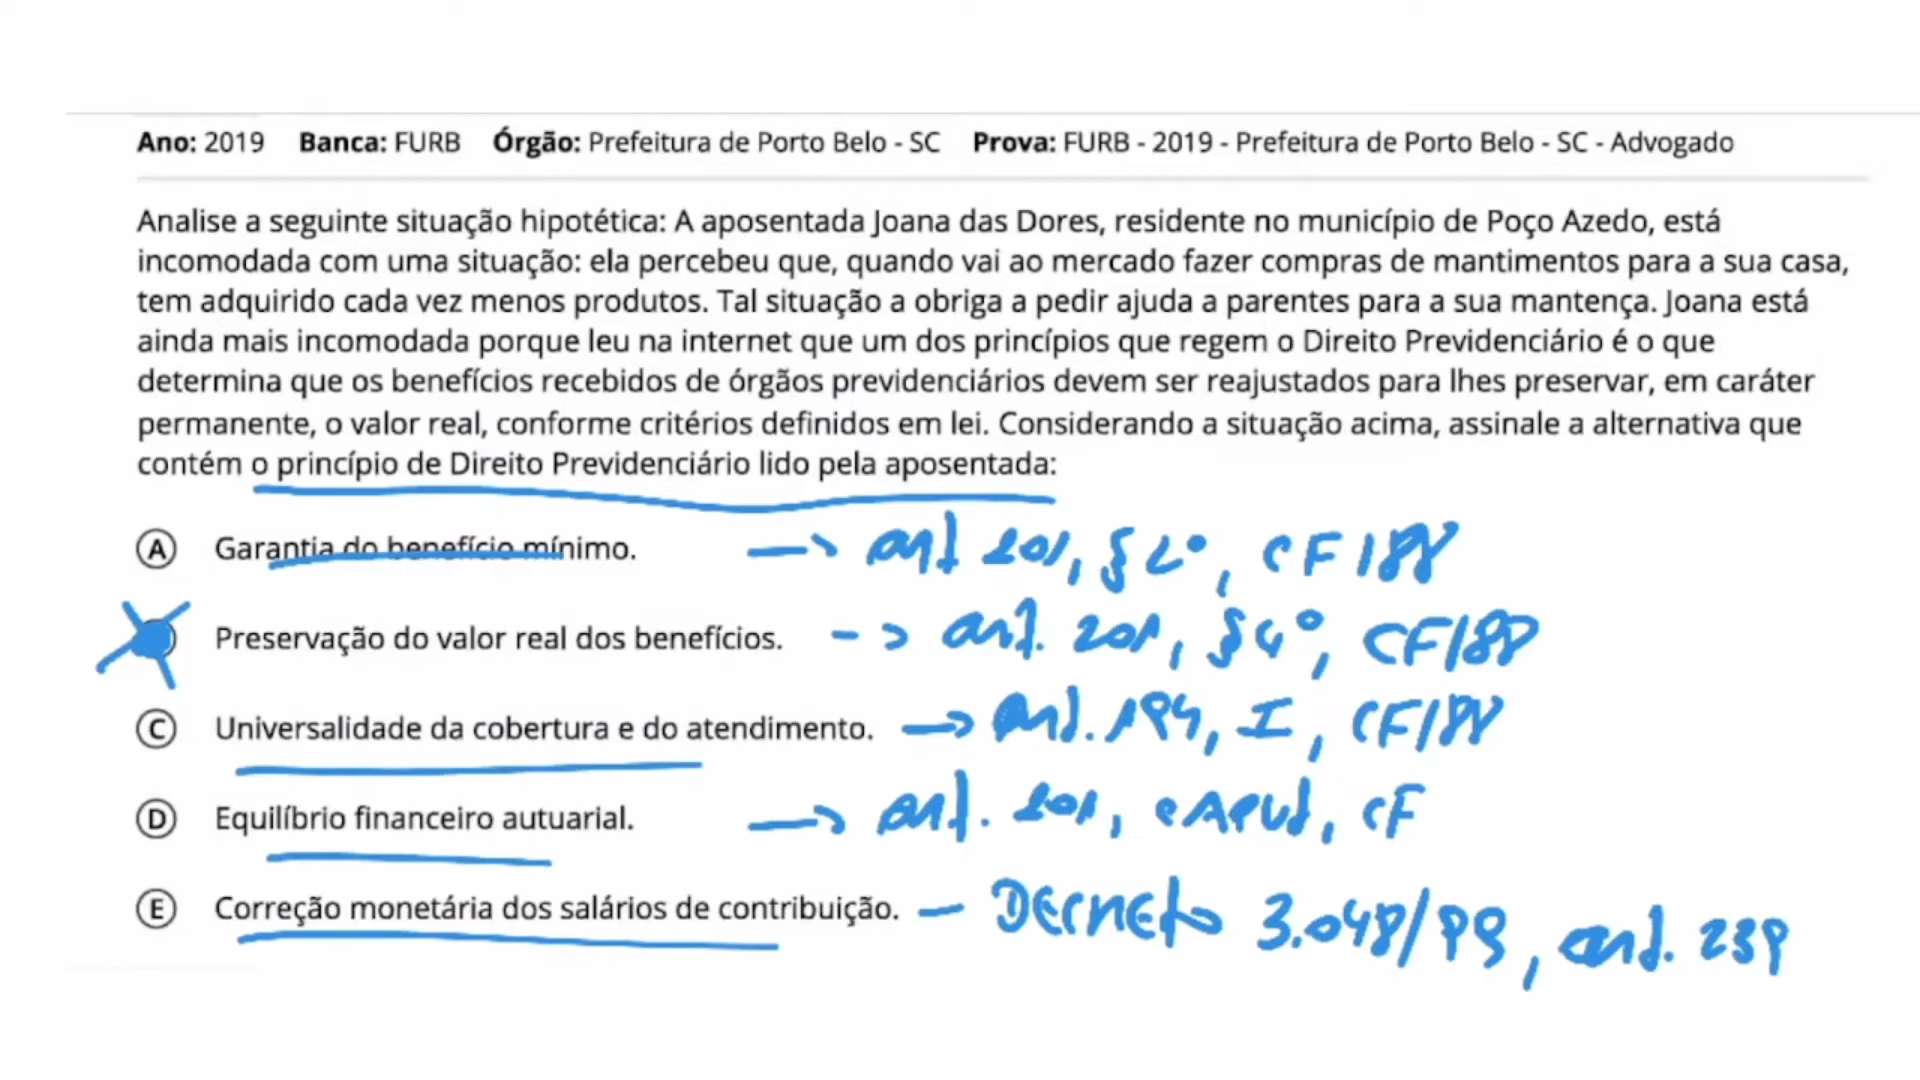 Ano: 2019 Banca: FURB Órgão: Prefeitura de Porto Belo - SC Prova: FURB - 2019 - Prefeitura de Porto Belo - SC - Advogado
Analise a seguinte situação hipotética: A aposentada Joana das Dores, residente no município de Poço Azedo, está
incomodada com uma situação: ela percebeu que, quando vai ao mercado fazer compras de mantimentos para a sua casa,
tem adquirido cada vez menos produtos. Tal situação a obriga a pedir ajuda a parentes para a sua mantença. Joana está
ainda mais incomodada porque leu na internet que um dos princípios que regem o Direito Previdenciário é o que
determina que os benefícios recebidos de órgãos previdenciários devem ser reajustados para lhes preservar, em caráter
permanente, o valor real, conforme critérios definidos em lei. Considerando a situação acima, assinale a alternativa que
contém o princípio de Direito Previdenciário lido pela aposentada:
A Garantia do benefício mínimo. → art 201, § 2º, CF/88
Preservação do valor real dos benefícios. -> art. 201, § 4º, CF/88
C Universalidade da cobertura e do atendimento. → art. 194, I, CF/88
D Equilíbrio financeiro autuarial. → art. 201, caput, CF
E Correção monetária dos salários de contribuição. — Decreto 3.048/99, art. 239